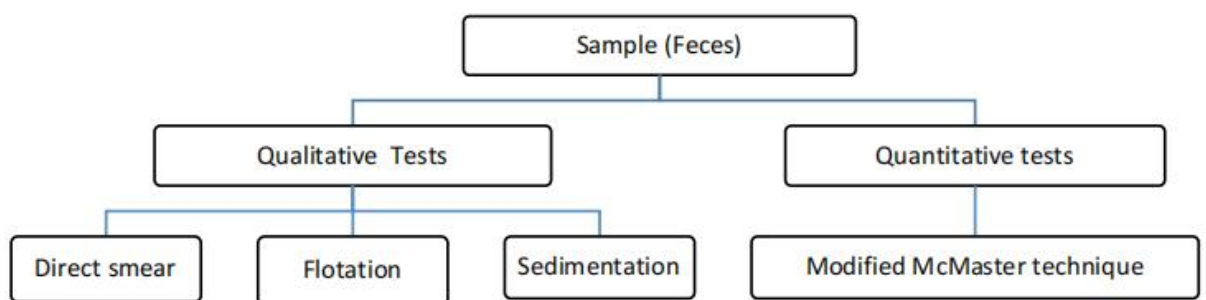 Sample (Feces)
Qualitative Tests
Quantitative tests
Direct smear
Flotation
Sedimentation
Modified McMaster technique